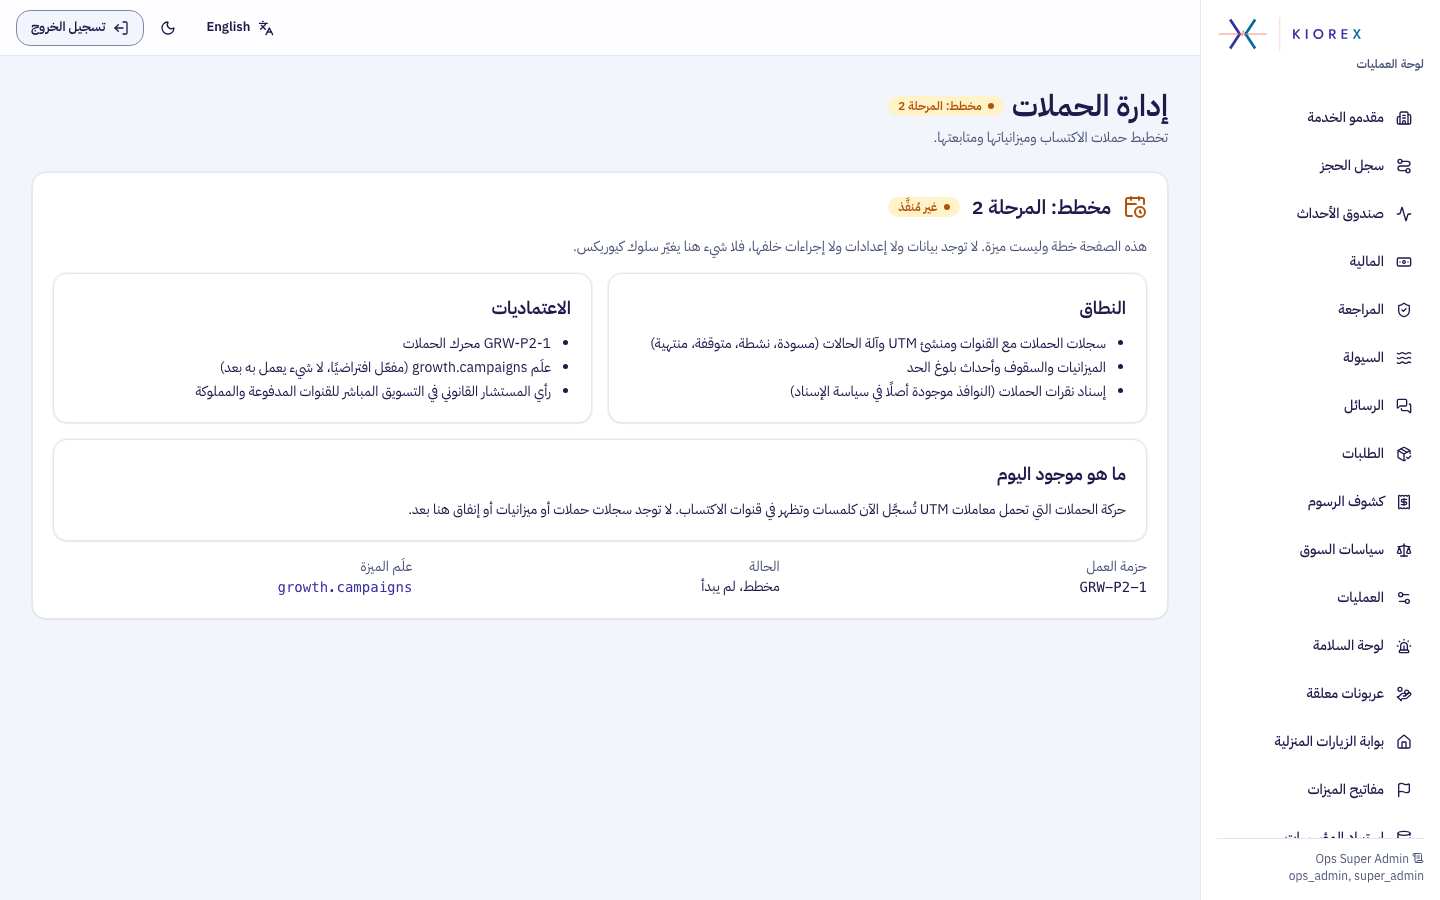 KIOREX
لوحة العمليات
مقدمو الخدمة
سجل الحجز
صندوق الأحداث
المالية
المراجعة
السيولة
الرسائل
الطلبات
كشوف الرسوم
سياسات السوق
العمليات
لوحة السلامة
عربونات معلقة
بوابة الزيارات المنزلية
مفاتيح الميزات
Ops Super Admin
ops_admin, super_admin
English
تسجيل الخروج
إدارة الحملات
مخطط: المرحلة 2
تخطيط حملات الاكتساب وميزانياتها ومتابعتها.
مخطط: المرحلة 2
غير مُنفَّذ
هذه الصفحة خطة وليست ميزة. لا توجد بيانات ولا إعدادات ولا إجراءات خلفها، فلا شيء هنا يغيّر سلوك كيوريكس.
النطاق
سجلات الحملات مع القنوات ومنشئ UTM وآلة الحالات (مسودة، نشطة، متوقفة، منتهية)
الميزانيات والسقوف وأحداث بلوغ الحد
إسناد نقرات الحملات (النوافذ موجودة أصلًا في سياسة الإسناد)
الاعتماديات
GRW-P2-1 محرك الحملات
علَم growth.campaigns (مفعّل افتراضيًا، لا شيء يعمل به بعد)
رأي المستشار القانوني في التسويق المباشر للقنوات المدفوعة والمملوكة
ما هو موجود اليوم
حركة الحملات التي تحمل معاملات UTM تُسجَّل الآن كلمسات وتظهر في قنوات الاكتساب. لا توجد سجلات حملات أو ميزانيات أو إنفاق هنا بعد.
حزمة العمل
GRW-P2-1
الحالة
مخطط، لم يبدأ
علَم الميزة
growth.campaigns